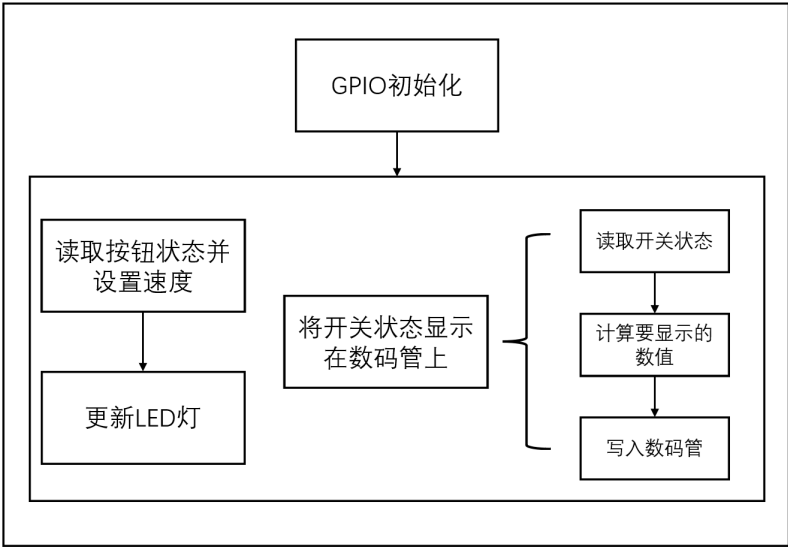 GPIO初始化
读取按钮状态并
设置速度
更新LED灯
将开关状态显示
在数码管上
读取开关状态
计算要显示的
数值
写入数码管